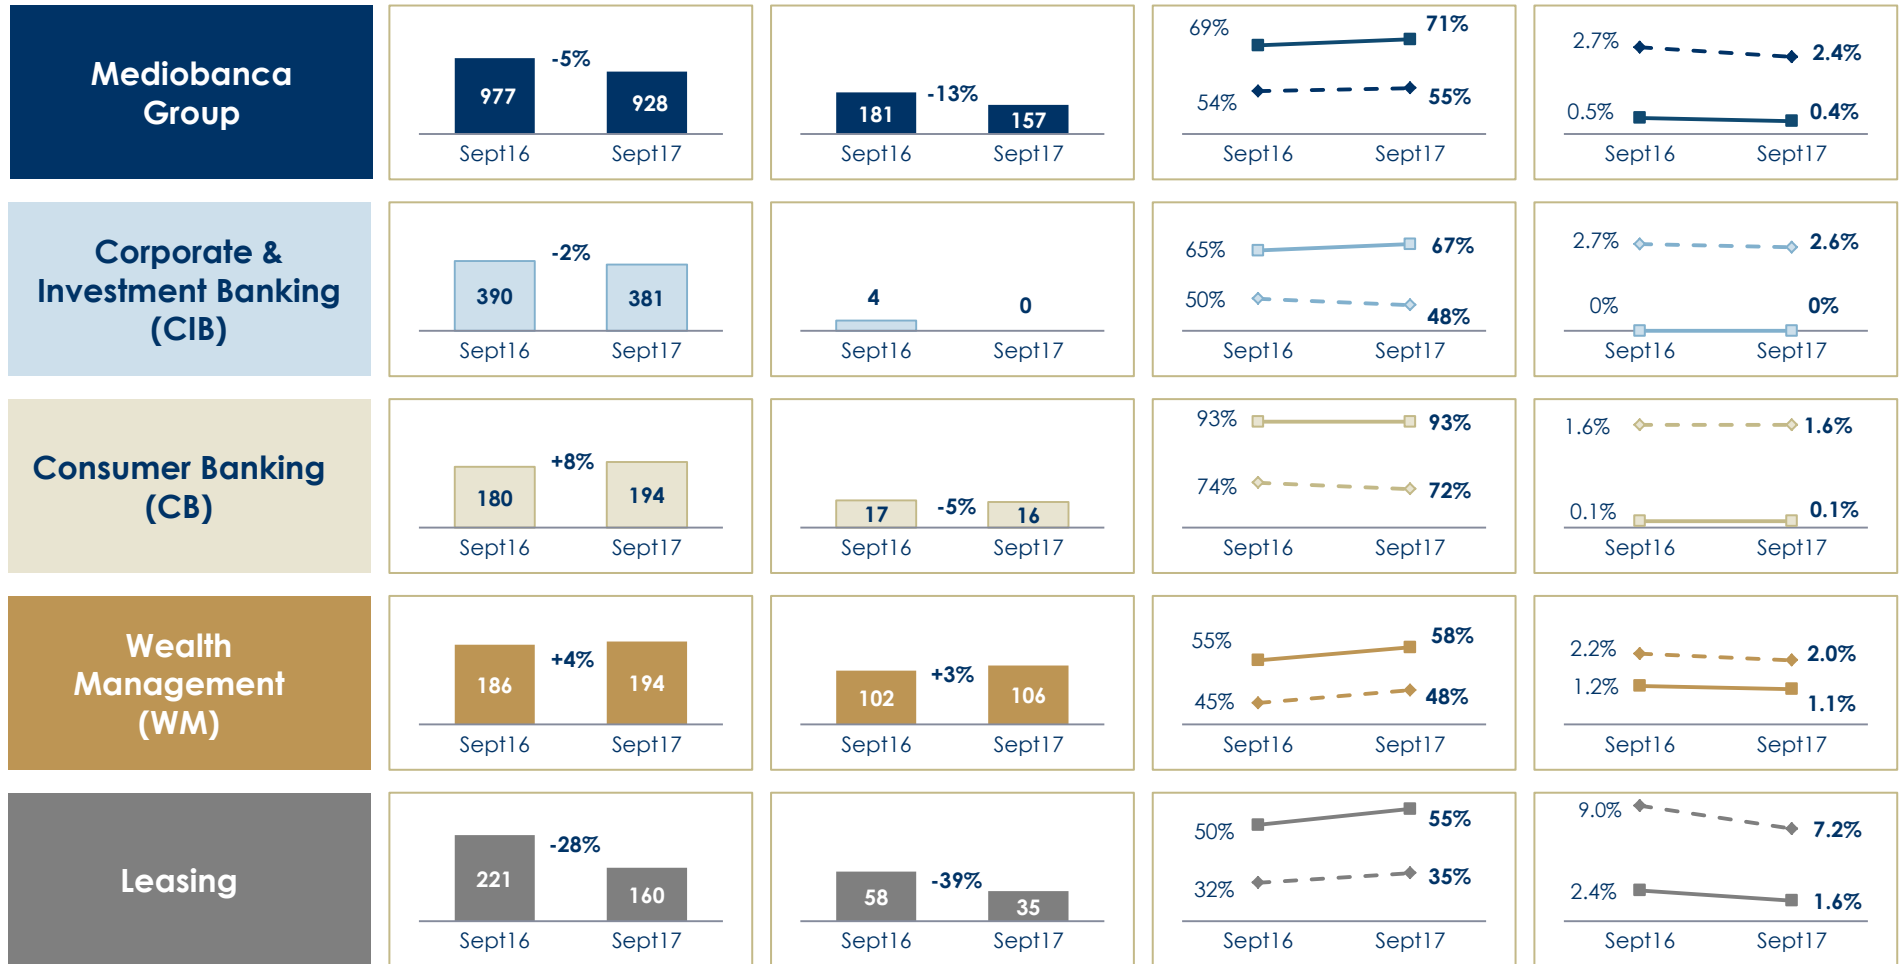 Mediobanca
Group
-5%
977
928
Sept16
Sept17
-13%
181
157
Sept16
Sept17
69%
71%
54%
55%
Sept16
Sept17
2.7%
2.4%
0.5%
0.4%
Sept16
Sept17
Corporate &
Investment Banking
(CIB)
-2%
390
381
Sept16
Sept17
4
0
Sept16
Sept17
65%
67%
50%
48%
Sept16
Sept17
2.7%
2.6%
0%
0%
Sept16
Sept17
Consumer Banking
(CB)
+8%
180
194
Sept16
Sept17
-5%
17
16
Sept16
Sept17
93%
93%
74%
72%
Sept16
Sept17
1.6%
1.6%
0.1%
0.1%
Sept16
Sept17
Wealth
Management
(WM)
+4%
186
194
Sept16
Sept17
+3%
102
106
Sept16
Sept17
55%
58%
45%
48%
Sept16
Sept17
2.2%
2.0%
1.2%
1.1%
Sept16
Sept17
Leasing
-28%
221
160
Sept16
Sept17
-39%
58
35
Sept16
Sept17
50%
55%
32%
35%
Sept16
Sept17
9.0%
7.2%
2.4%
1.6%
Sept16
Sept17